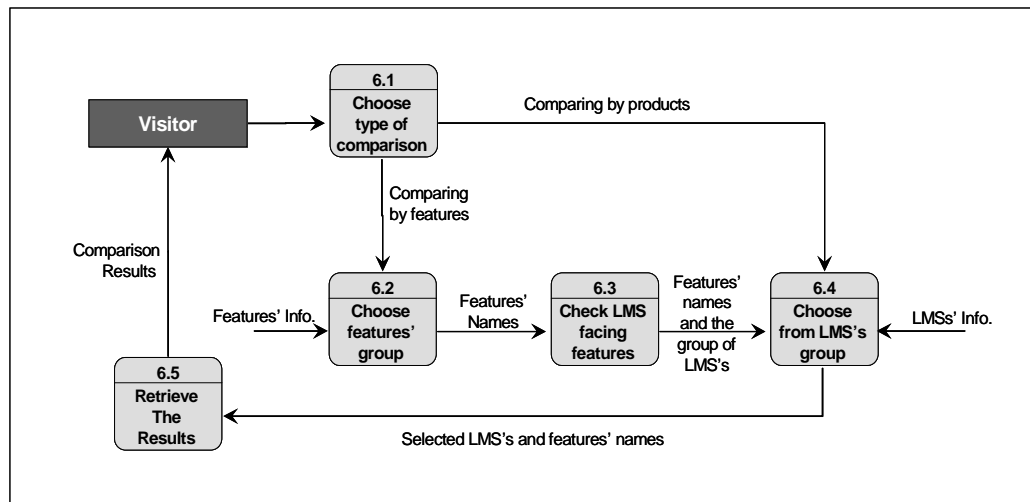 Visitor
6.1
Choose
type of
comparison
Comparing by products
Comparing
by features
Comparison
Results
Features' Info.
6.2
Choose
features'
group
Features'
Names
6.3
Check LMS
facing
features
Features'
names
and the
group of
LMS's
6.4
Choose
from LMS's
group
LMSs' Info.
6.5
Retrieve
The
Results
Selected LMS's and features' names